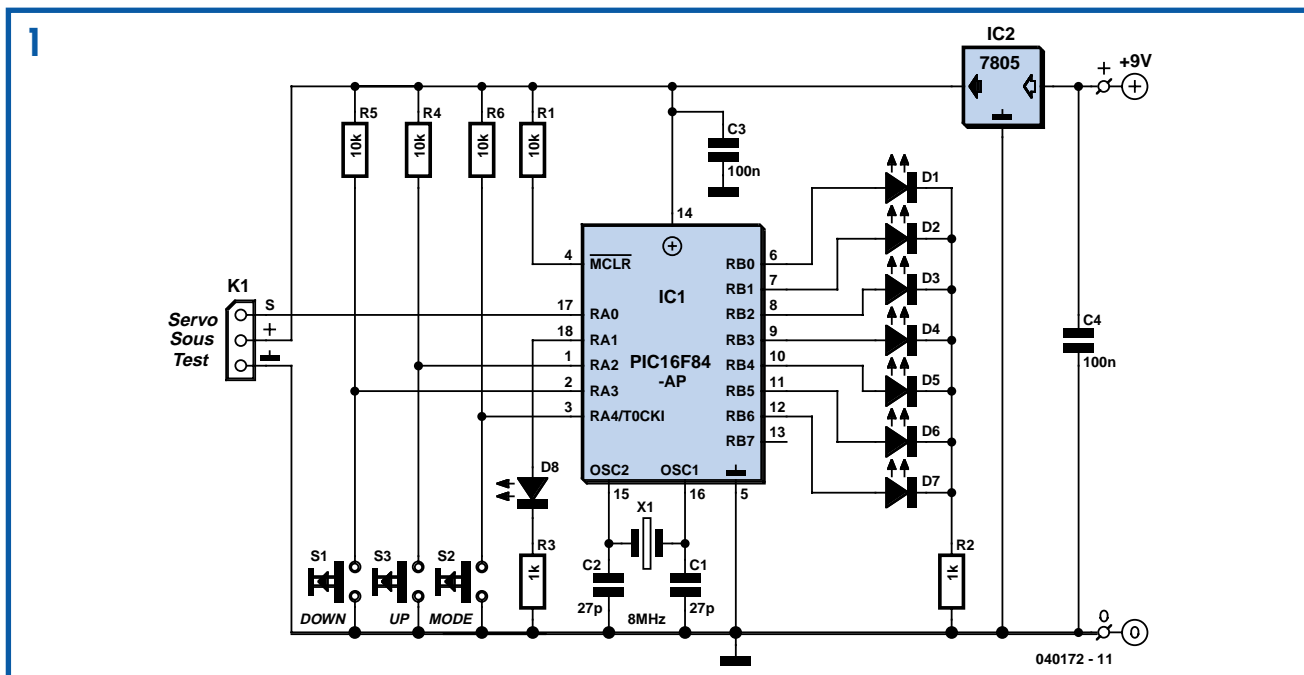 1
IC2
7805
+
+9V
R5
10k
R4
10k
R6
10k
R1
10k
C3
100n
14
4
MCLR
IC1
PIC16F84
-AP
K1
S
+
Servo
Sous
Test
17
RA0
18
RA1
1
RA2
2
RA3
3
RA4/T0CKI
RB0
6
RB1
7
RB2
8
RB3
9
RB4
10
RB5
11
RB6
12
RB7
13
D1
D2
D3
D4
D5
D6
D7
C4
100n
OSC2
OSC1
15
16
5
D8
X1
R3
1k
C2
27p
C1
27p
8MHz
R2
1k
S1
DOWN
S3
UP
S2
MODE
0
0
040172 - 11